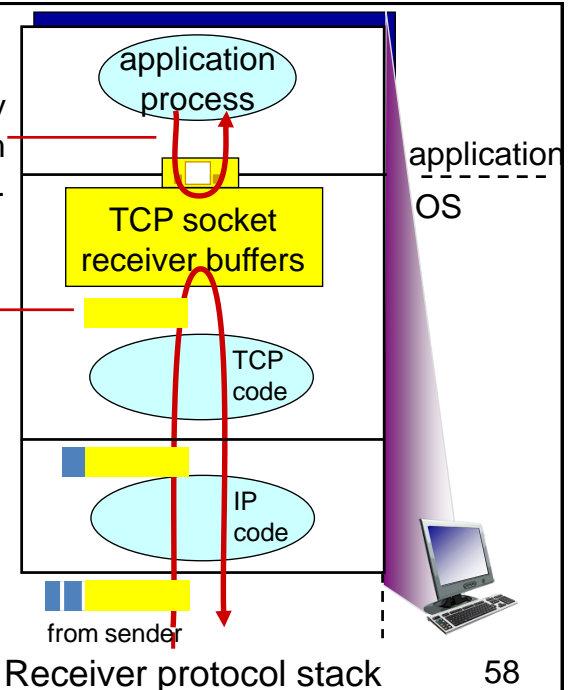 application
process
application
OS
TCP socket
receiver buffers
TCP
code
IP
code
from sender
Receiver protocol stack
58